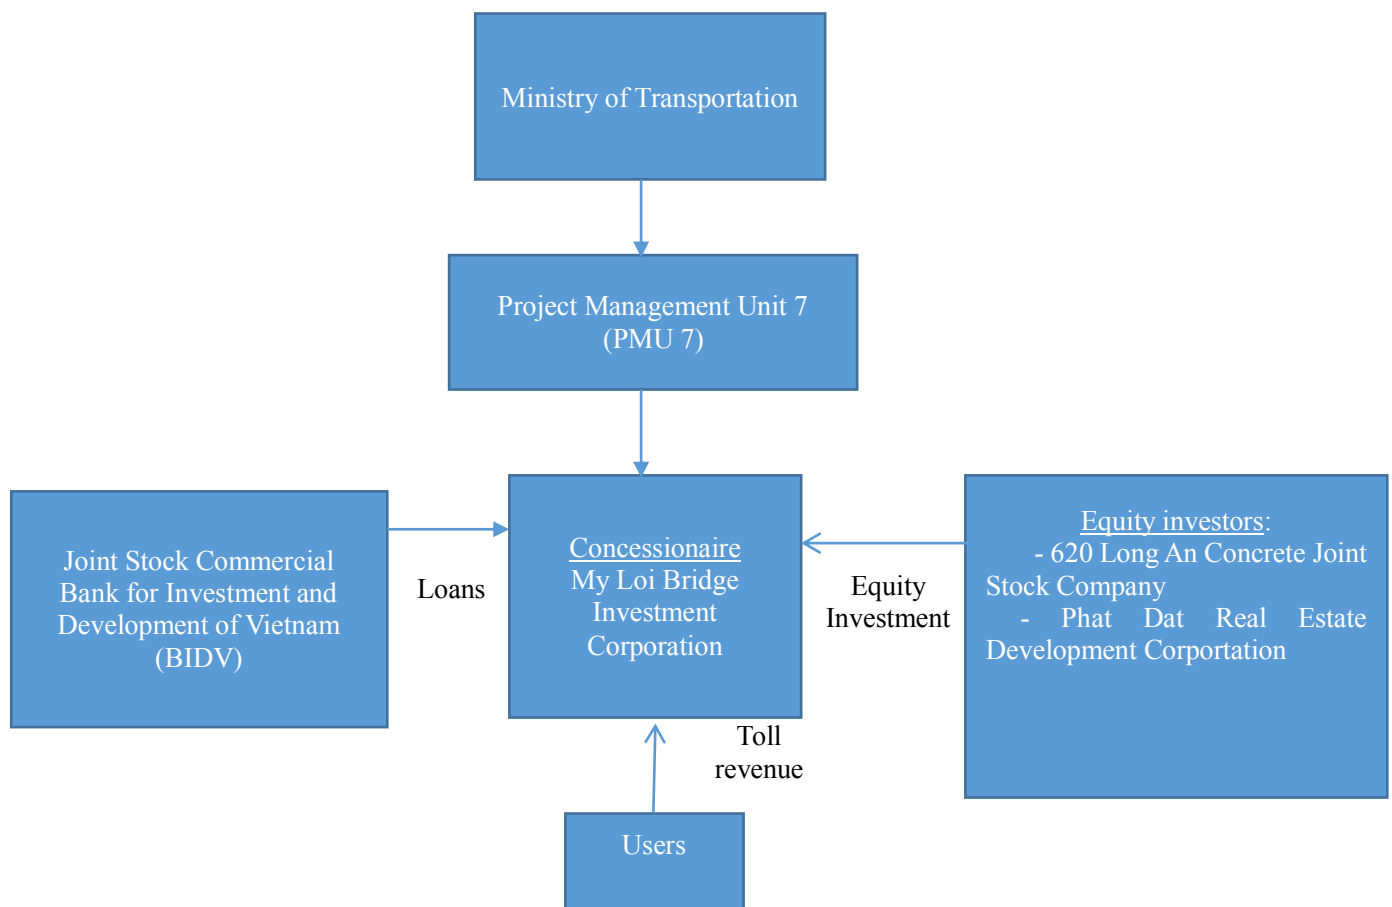 Ministry of Transportation
Project Management Unit 7
(PMU 7)
Joint Stock Commercial
Bank for Investment and
Development of Vietnam
(BIDV)
Loans
Concessionaire
My Loi Bridge
Investment
Corporation
Equity
Investment
Equity investors:
- 620 Long An Concrete Joint
Stock Company
- Phat Dat Real Estate
Development Corportation
Toll
revenue
Users